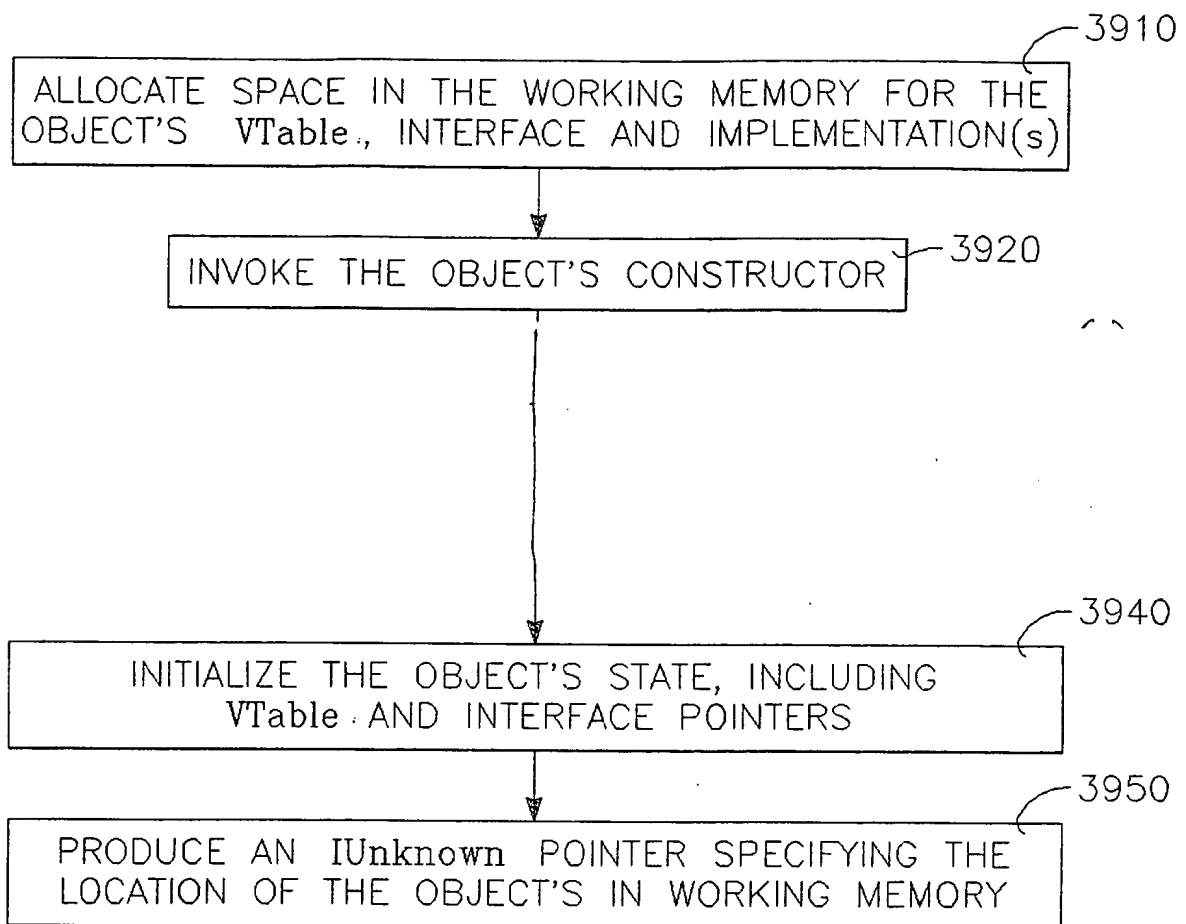 3910
ALLOCATE SPACE IN THE WORKING MEMORY FOR THE
OBJECT'S VTable, INTERFACE AND IMPLEMENTATION(s)
3920
INVOKE THE OBJECT'S CONSTRUCTOR
3940
INITIALIZE THE OBJECT'S STATE, INCLUDING
VTable AND INTERFACE POINTERS
3950
PRODUCE AN IUnknown POINTER SPECIFYING THE
LOCATION OF THE OBJECT'S IN WORKING MEMORY